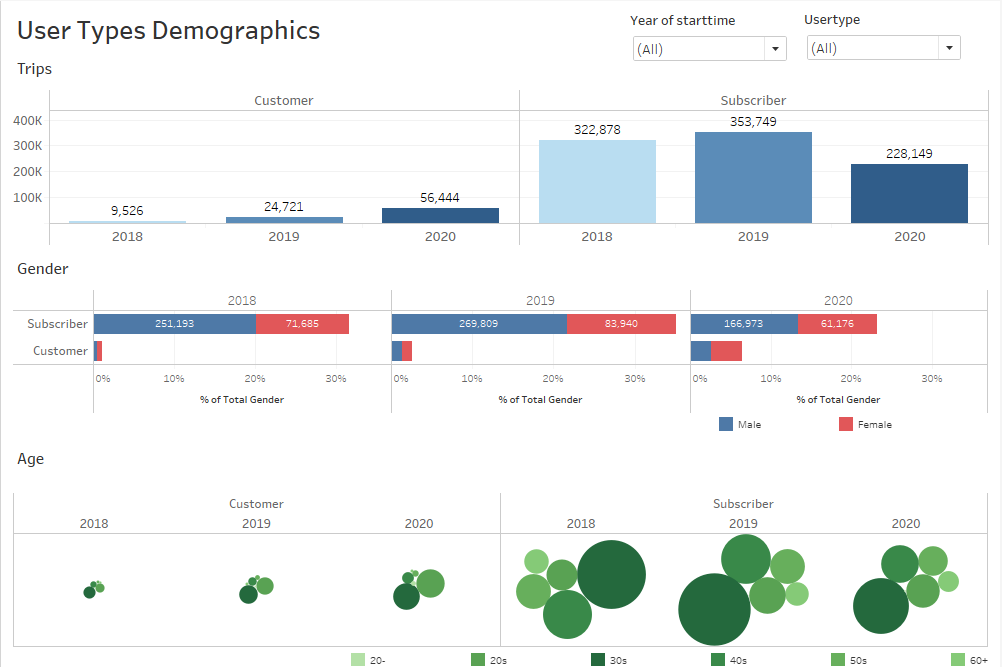 User Types Demographics
Year of starttime
Usertype
(All)
(All)
Trips
Customer
Subscriber
400K
300K
200K
100K
9,526
24,721
56,444
322,878
353,749
228,149
2018
2019
2020
2018
2019
2020
Gender
2018
2019
2020
Subscriber
251,193
71,685
269,809
83,940
166,973
61,176
Customer
0%
10%
20%
30%
0%
10%
20%
30%
0%
10%
20%
30%
% of Total Gender
% of Total Gender
% of Total Gender
Male
Female
Age
Customer
Subscriber
2018
2019
2020
2018
2019
2020
20-
20s
30s
40s
50s
60+